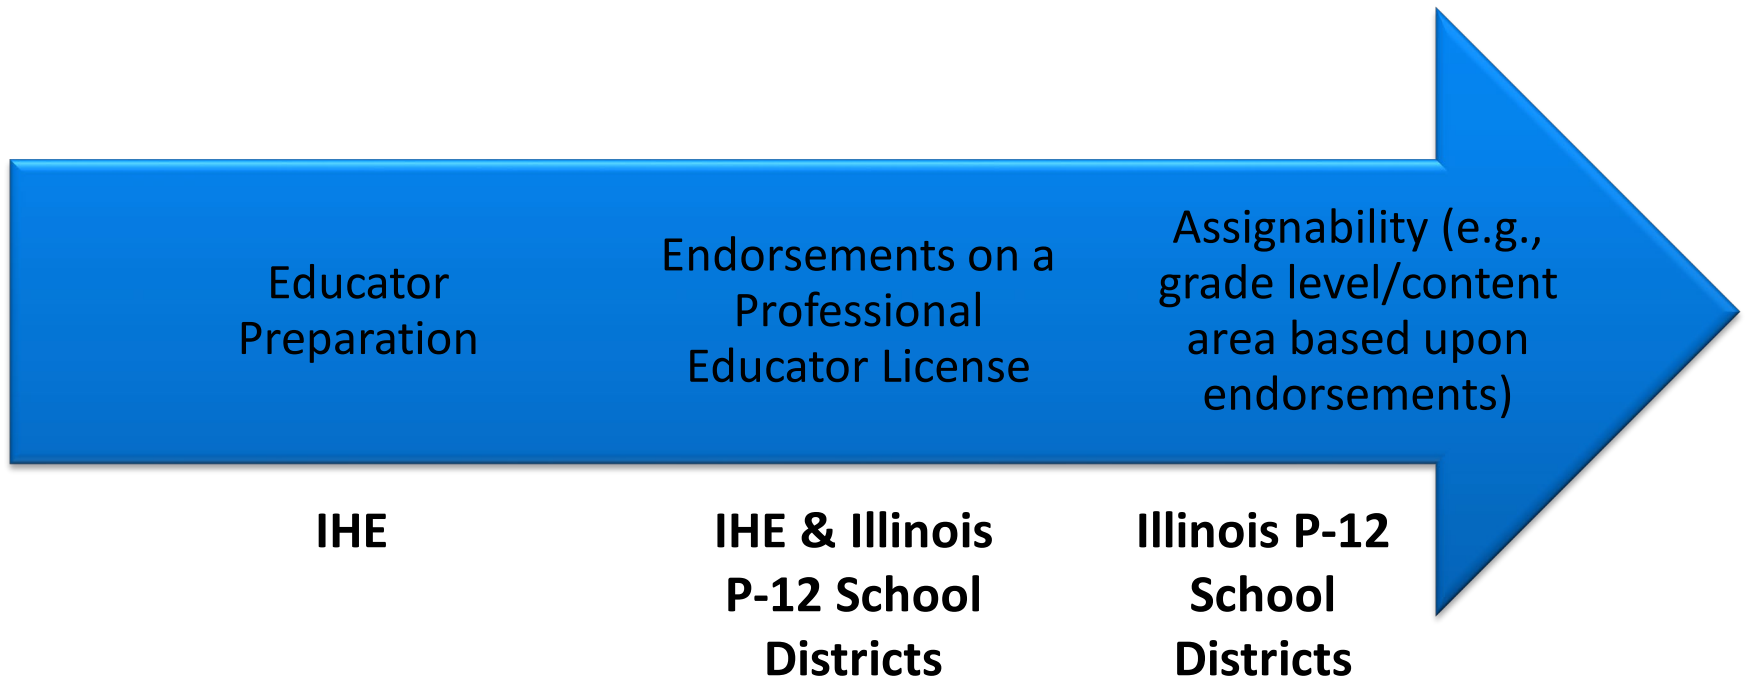 Educator
Preparation
Endorsements on a
Professional
Educator License
Assignability (e.g.,
grade level/content
area based upon
endorsements)
IHE
IHE & Illinois
P-12 School
Districts
Illinois P-12
School
Districts